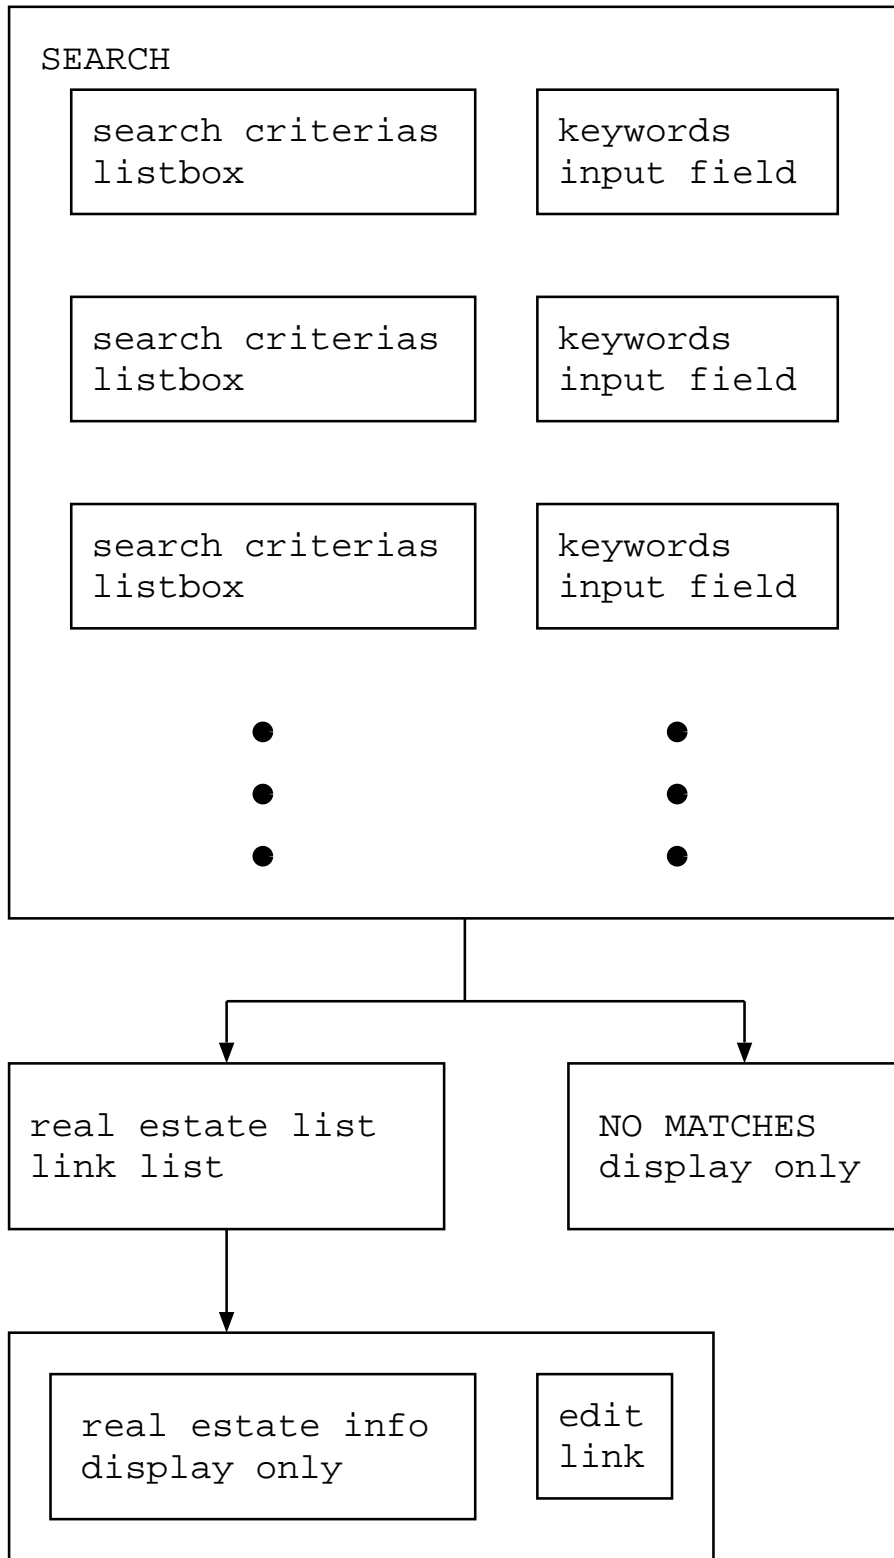 SEARCH
search criterias
listbox
keywords
input field
search criterias
listbox
keywords
input field
search criterias
listbox
keywords
input field
real estate list
link list
NO MATCHES
display only
real estate info
display only
edit
link